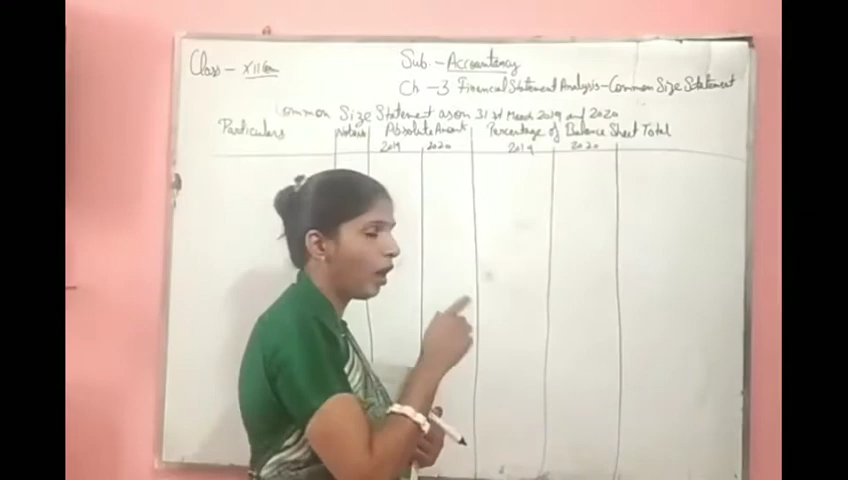 Class - XII Com Sub. - Accountancy
Ch - 3 Financial Statement Analysis - Common Size Statement
Common Size Statement as on 31st March 2019 and 2020
Particulars Absolute Amount Percentage of Balance Sheet Total
2019 2020 2019 2020